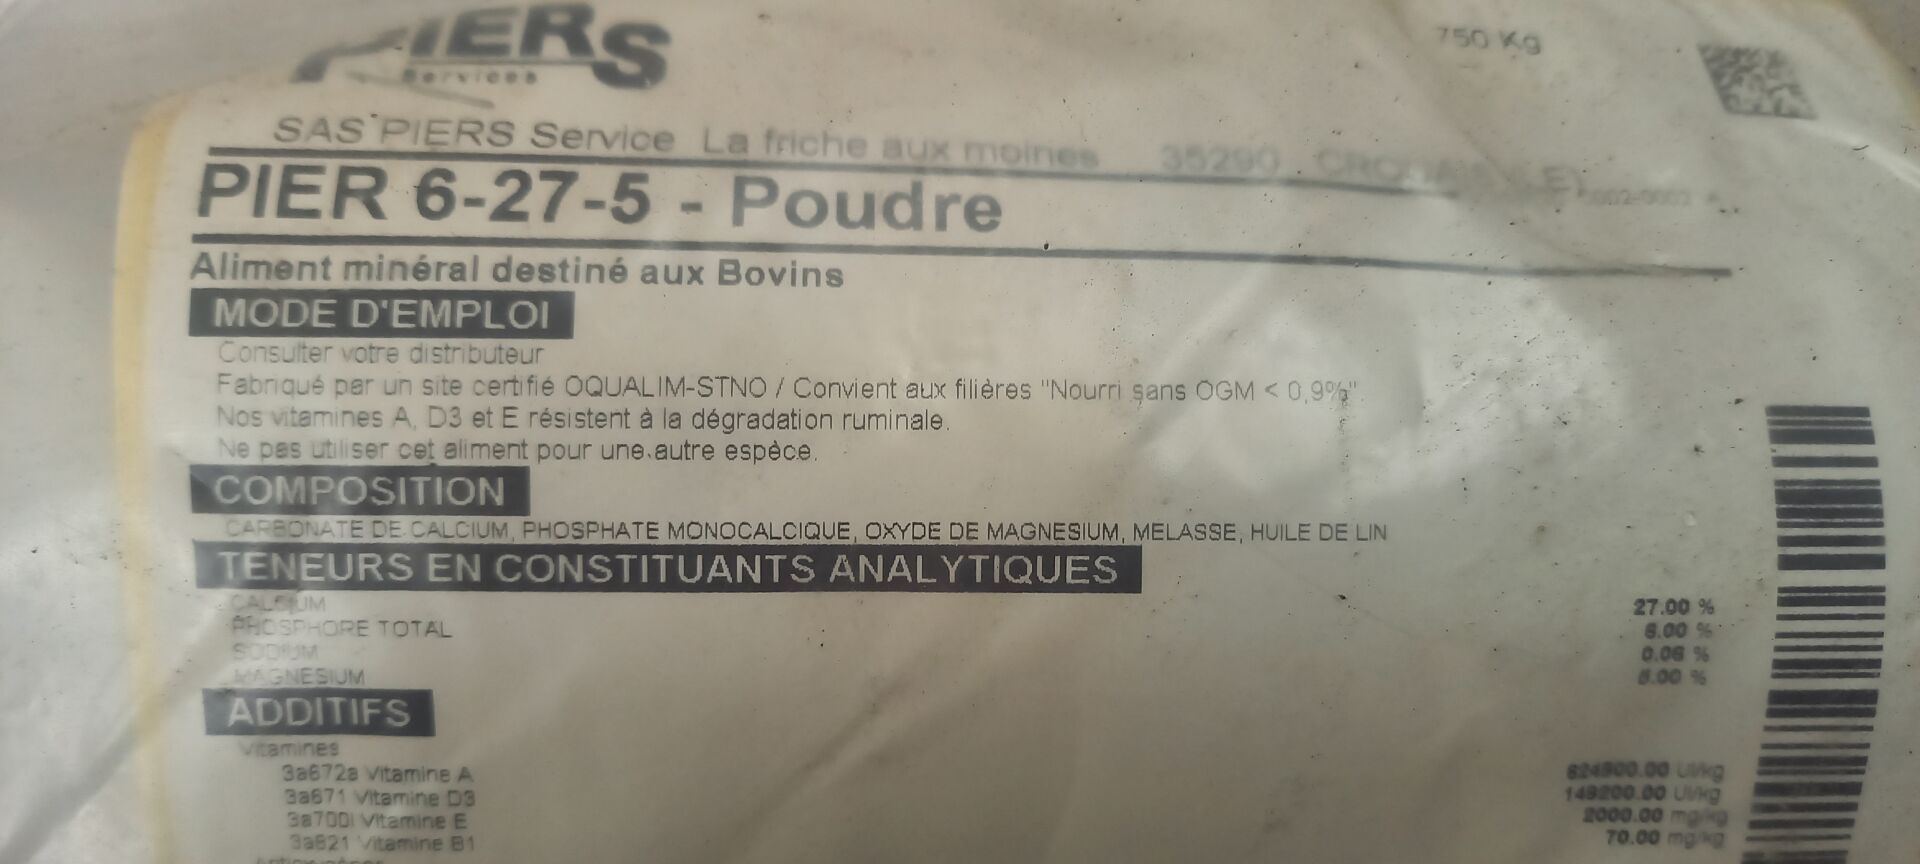 PIERS
Services
750 Kg
SAS PIERS Service La friche aux moines 35290
PIER 6-27-5 - Poudre
Aliment minéral destiné aux Bovins
MODE D'EMPLOI
Consulter votre distributeur
Fabriqué par un site certifié OQUALIM-STNO / Convient aux filières "Nourri sans OGM < 0,9%"
Nos vitamines A, D3 et E résistent à la dégradation ruminale.
Ne pas utiliser cet aliment pour une autre espèce.
COMPOSITION
CARBONATE DE CALCIUM, PHOSPHATE MONOCALCIQUE, OXYDE DE MAGNESIUM, MELASSE, HUILE DE LIN
TENEURS EN CONSTITUANTS ANALYTIQUES
CALCIUM 27.00 %
PHOSPHORE TOTAL 6.00 %
SODIUM 0.06 %
MAGNESIUM 5.00 %
ADDITIFS
Vitamines
3a672a Vitamine A UI/kg
3a671 Vitamine D3 149200.00 UI/kg
3a700i Vitamine E 2000.00 mg/kg
3a821 Vitamine B1 70.00 mg/kg